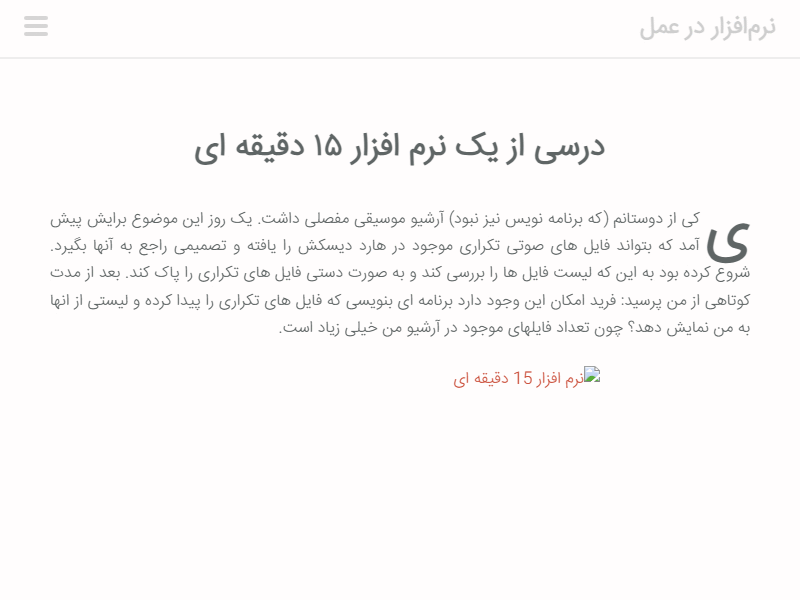 نرم‌افزار در عمل
درسی از یک نرم افزار ۱۵ دقیقه ای
یکی از دوستانم (که برنامه نویس نیز نبود) آرشیو موسیقی مفصلی داشت. یک روز این موضوع برایش پیش
آمد که بتواند فایل های صوتی تکراری موجود در هارد دیسکش را یافته و تصمیمی راجع به آنها بگیرد.
شروع کرده بود به این که لیست فایل ها را بررسی کند و به صورت دستی فایل های تکراری را پاک کند. بعد از مدت
کوتاهی از من پرسید: فرید امکان این وجود دارد برنامه ای بنویسی که فایل های تکراری را پیدا کرده و لیستی از انها
به من نمایش دهد؟ چون تعداد فایلهای موجود در آرشیو من خیلی زیاد است.
نرم افزار 15 دقیقه ای